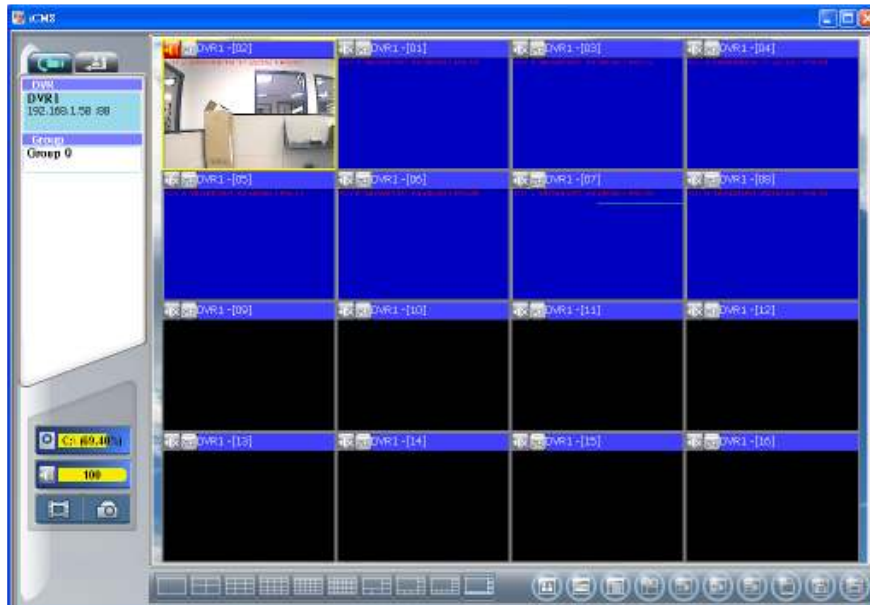 iCMS
DVR
DVR1
192.168.1.50 :80
Group
Group 0
C:\ (69.40%)
100
DVR1 -[02]
DVR1 -[01]
DVR1 -[03]
DVR1 -[04]
DVR1 -[05]
DVR1 -[06]
DVR1 -[07]
DVR1 -[08]
DVR1 -[09]
DVR1 -[10]
DVR1 -[11]
DVR1 -[12]
DVR1 -[13]
DVR1 -[14]
DVR1 -[15]
DVR1 -[16]